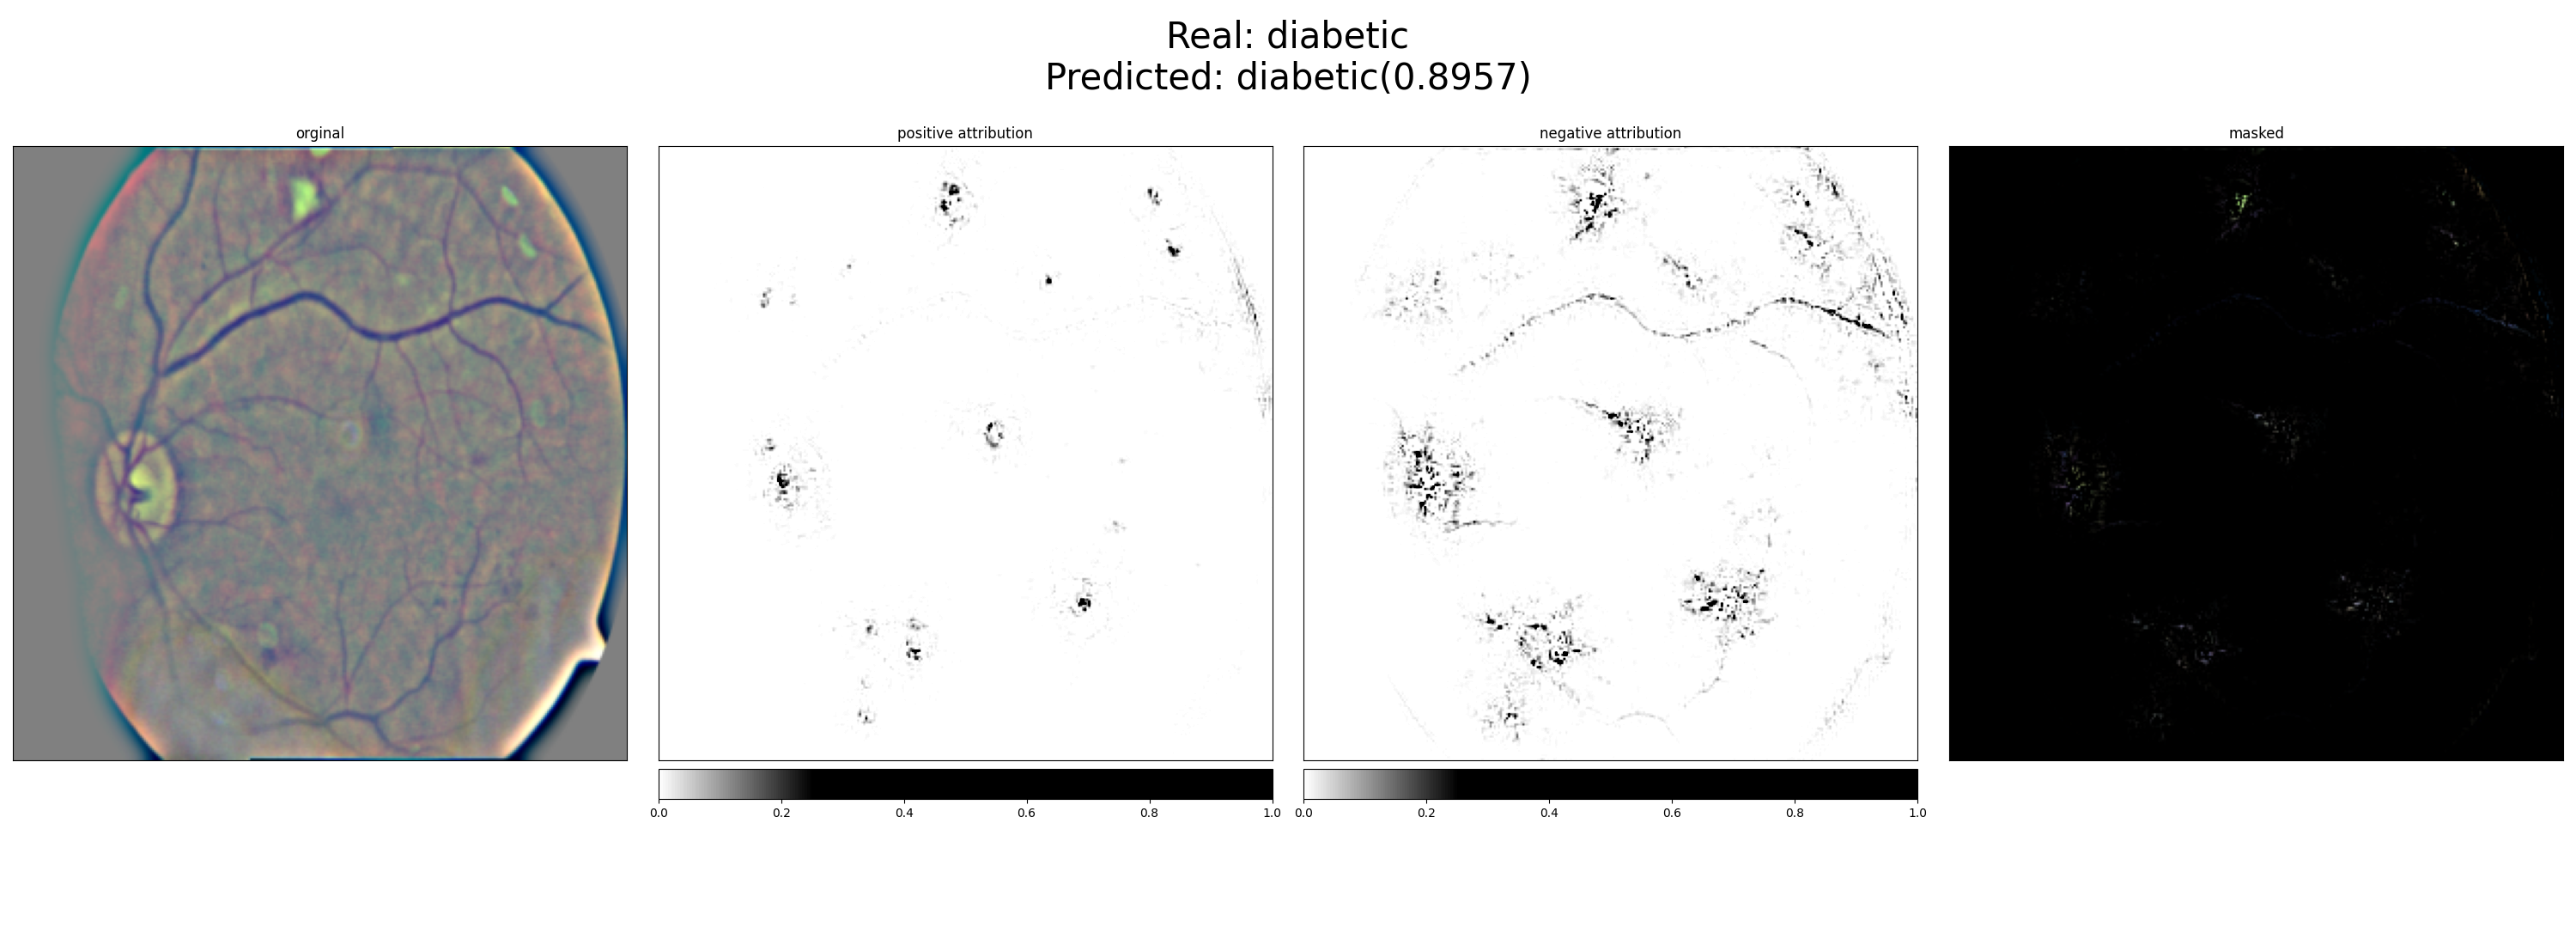 Real: diabetic
Predicted: diabetic(0.8957)
orginal
positive attribution
negative attribution
masked
0.0 0.2 0.4 0.6 0.8 1.0
0.0 0.2 0.4 0.6 0.8 1.0